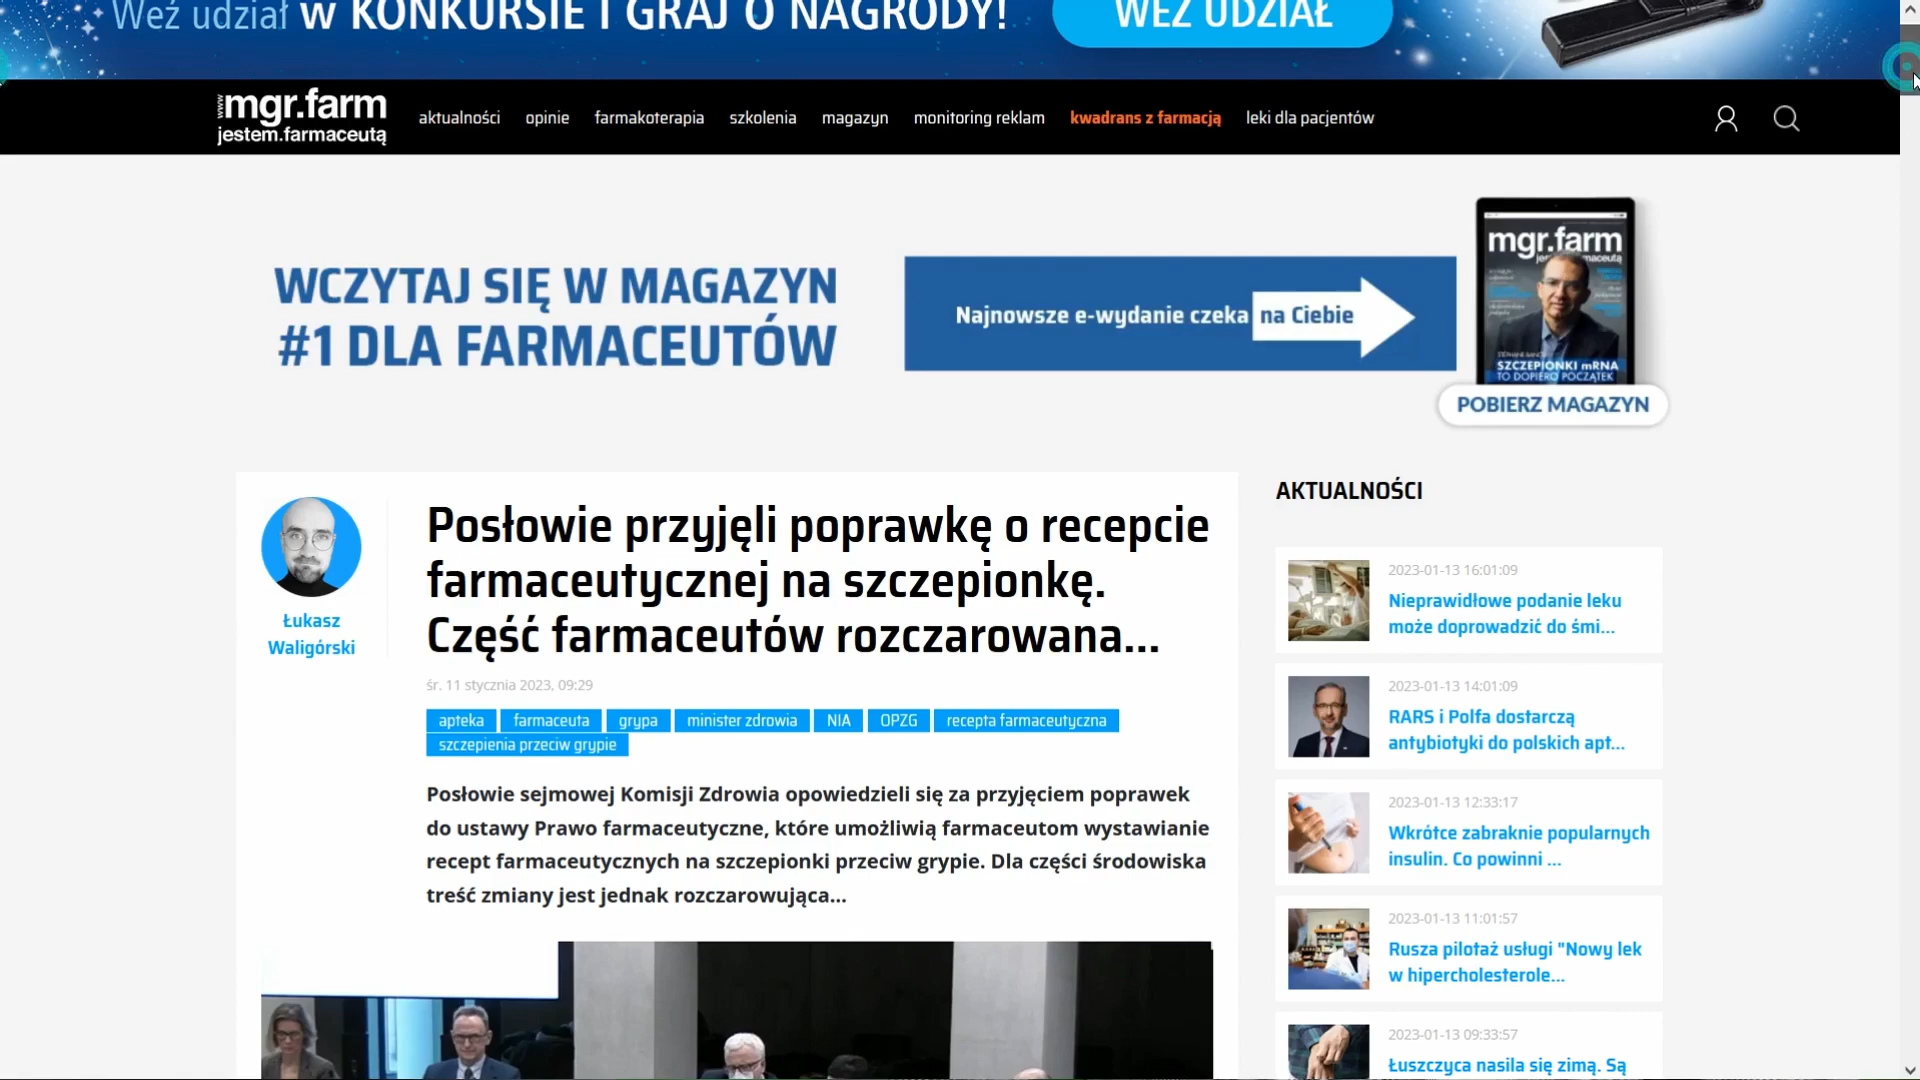 Weź udział w KONKURSIE I GRAJ O NAGRODY!
WEŹ UDZIAŁ
www.mgr.farm
jestem.farmaceutą
aktualności opinie farmakoterapia szkolenia magazyn monitoring reklam kwadrans z farmacją leki dla pacjentów
WCZYTAJ SIĘ W MAGAZYN
#1 DLA FARMACEUTÓW
Najnowsze e-wydanie czeka na Ciebie
mgr.farm
SZCZEPIONKI mRNA
TO DOPIERO POCZĄTEK
POBIERZ MAGAZYN
Łukasz
Waligórski
Posłowie przyjęli poprawkę o recepcie
farmaceutycznej na szczepionkę.
Część farmaceutów rozczarowana...
śr. 11 stycznia 2023, 09:29
apteka farmaceuta grypa minister zdrowia NIA OPZG recepta farmaceutyczna
szczepienia przeciw grypie
Posłowie sejmowej Komisji Zdrowia opowiedzieli się za przyjęciem poprawek
do ustawy Prawo farmaceutyczne, które umożliwią farmaceutom wystawianie
recept farmaceutycznych na szczepionki przeciw grypie. Dla części środowiska
treść zmiany jest jednak rozczarowująca...
AKTUALNOŚCI
2023-01-13 16:01:09
Nieprawidłowe podanie leku
może doprowadzić do śmi...
2023-01-13 14:01:09
RARS i Polfa dostarczą
antybiotyki do polskich apt...
2023-01-13 12:33:17
Wkrótce zabraknie popularnych
insulin. Co powinni ...
2023-01-13 11:01:57
Rusza pilotaż usługi "Nowy lek
w hipercholesterole...
2023-01-13 09:33:57
Łuszczyca nasila się zimą. Są